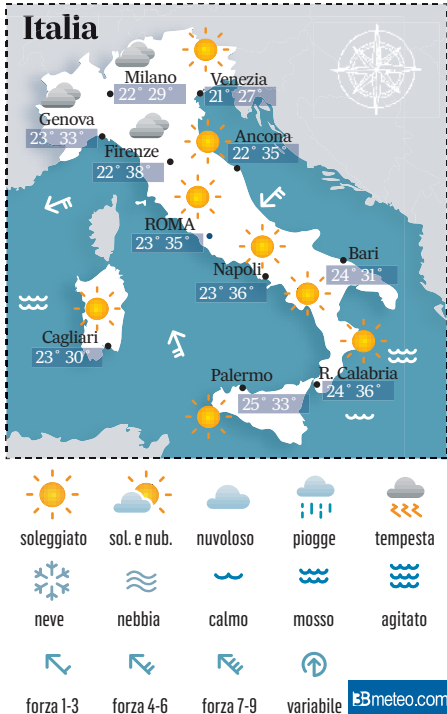 Italia
Milano
22° 29°
Venezia
21° 27°
Genova
23° 33°
Firenze
22° 38°
Ancona
22° 35°
ROMA
23° 35°
Napoli
23° 36°
Bari
24° 31°
Cagliari
23° 30°
Palermo
25° 33°
R. Calabria
24° 36°
soleggiato sol. e nub. nuvoloso piogge tempesta
neve nebbia calmo mosso agitato
forza 1-3 forza 4-6 forza 7-9 variabile
3Bmeteo.com